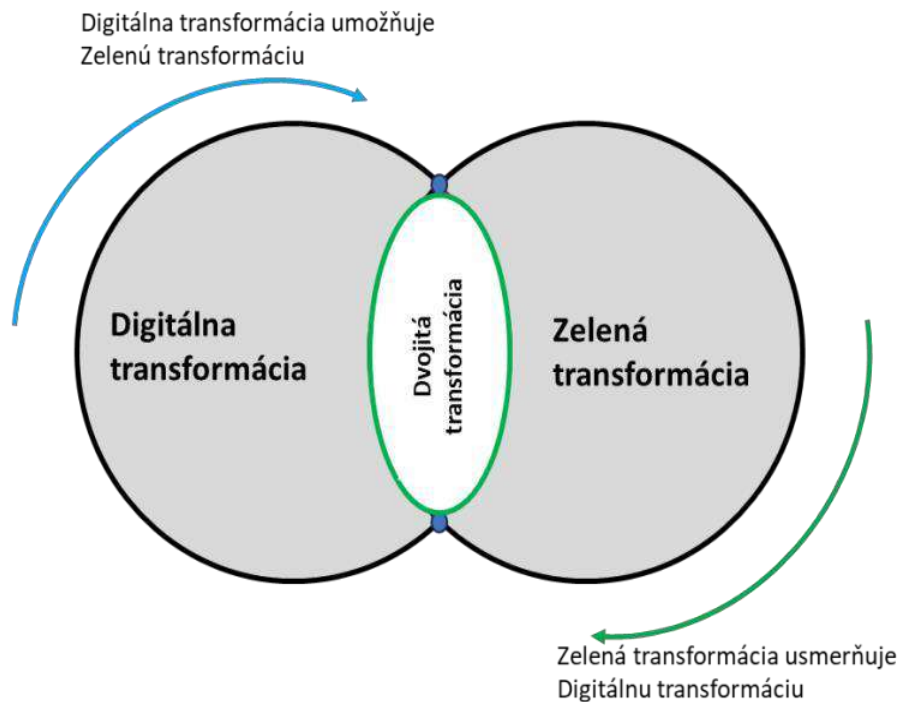 Digitálna transformácia umožňuje
Zelenú transformáciu
Digitálna
transformácia
Dvojitá
transformácia
Zelená
transformácia
Zelená transformácia usmerňuje
Digitálnu transformáciu